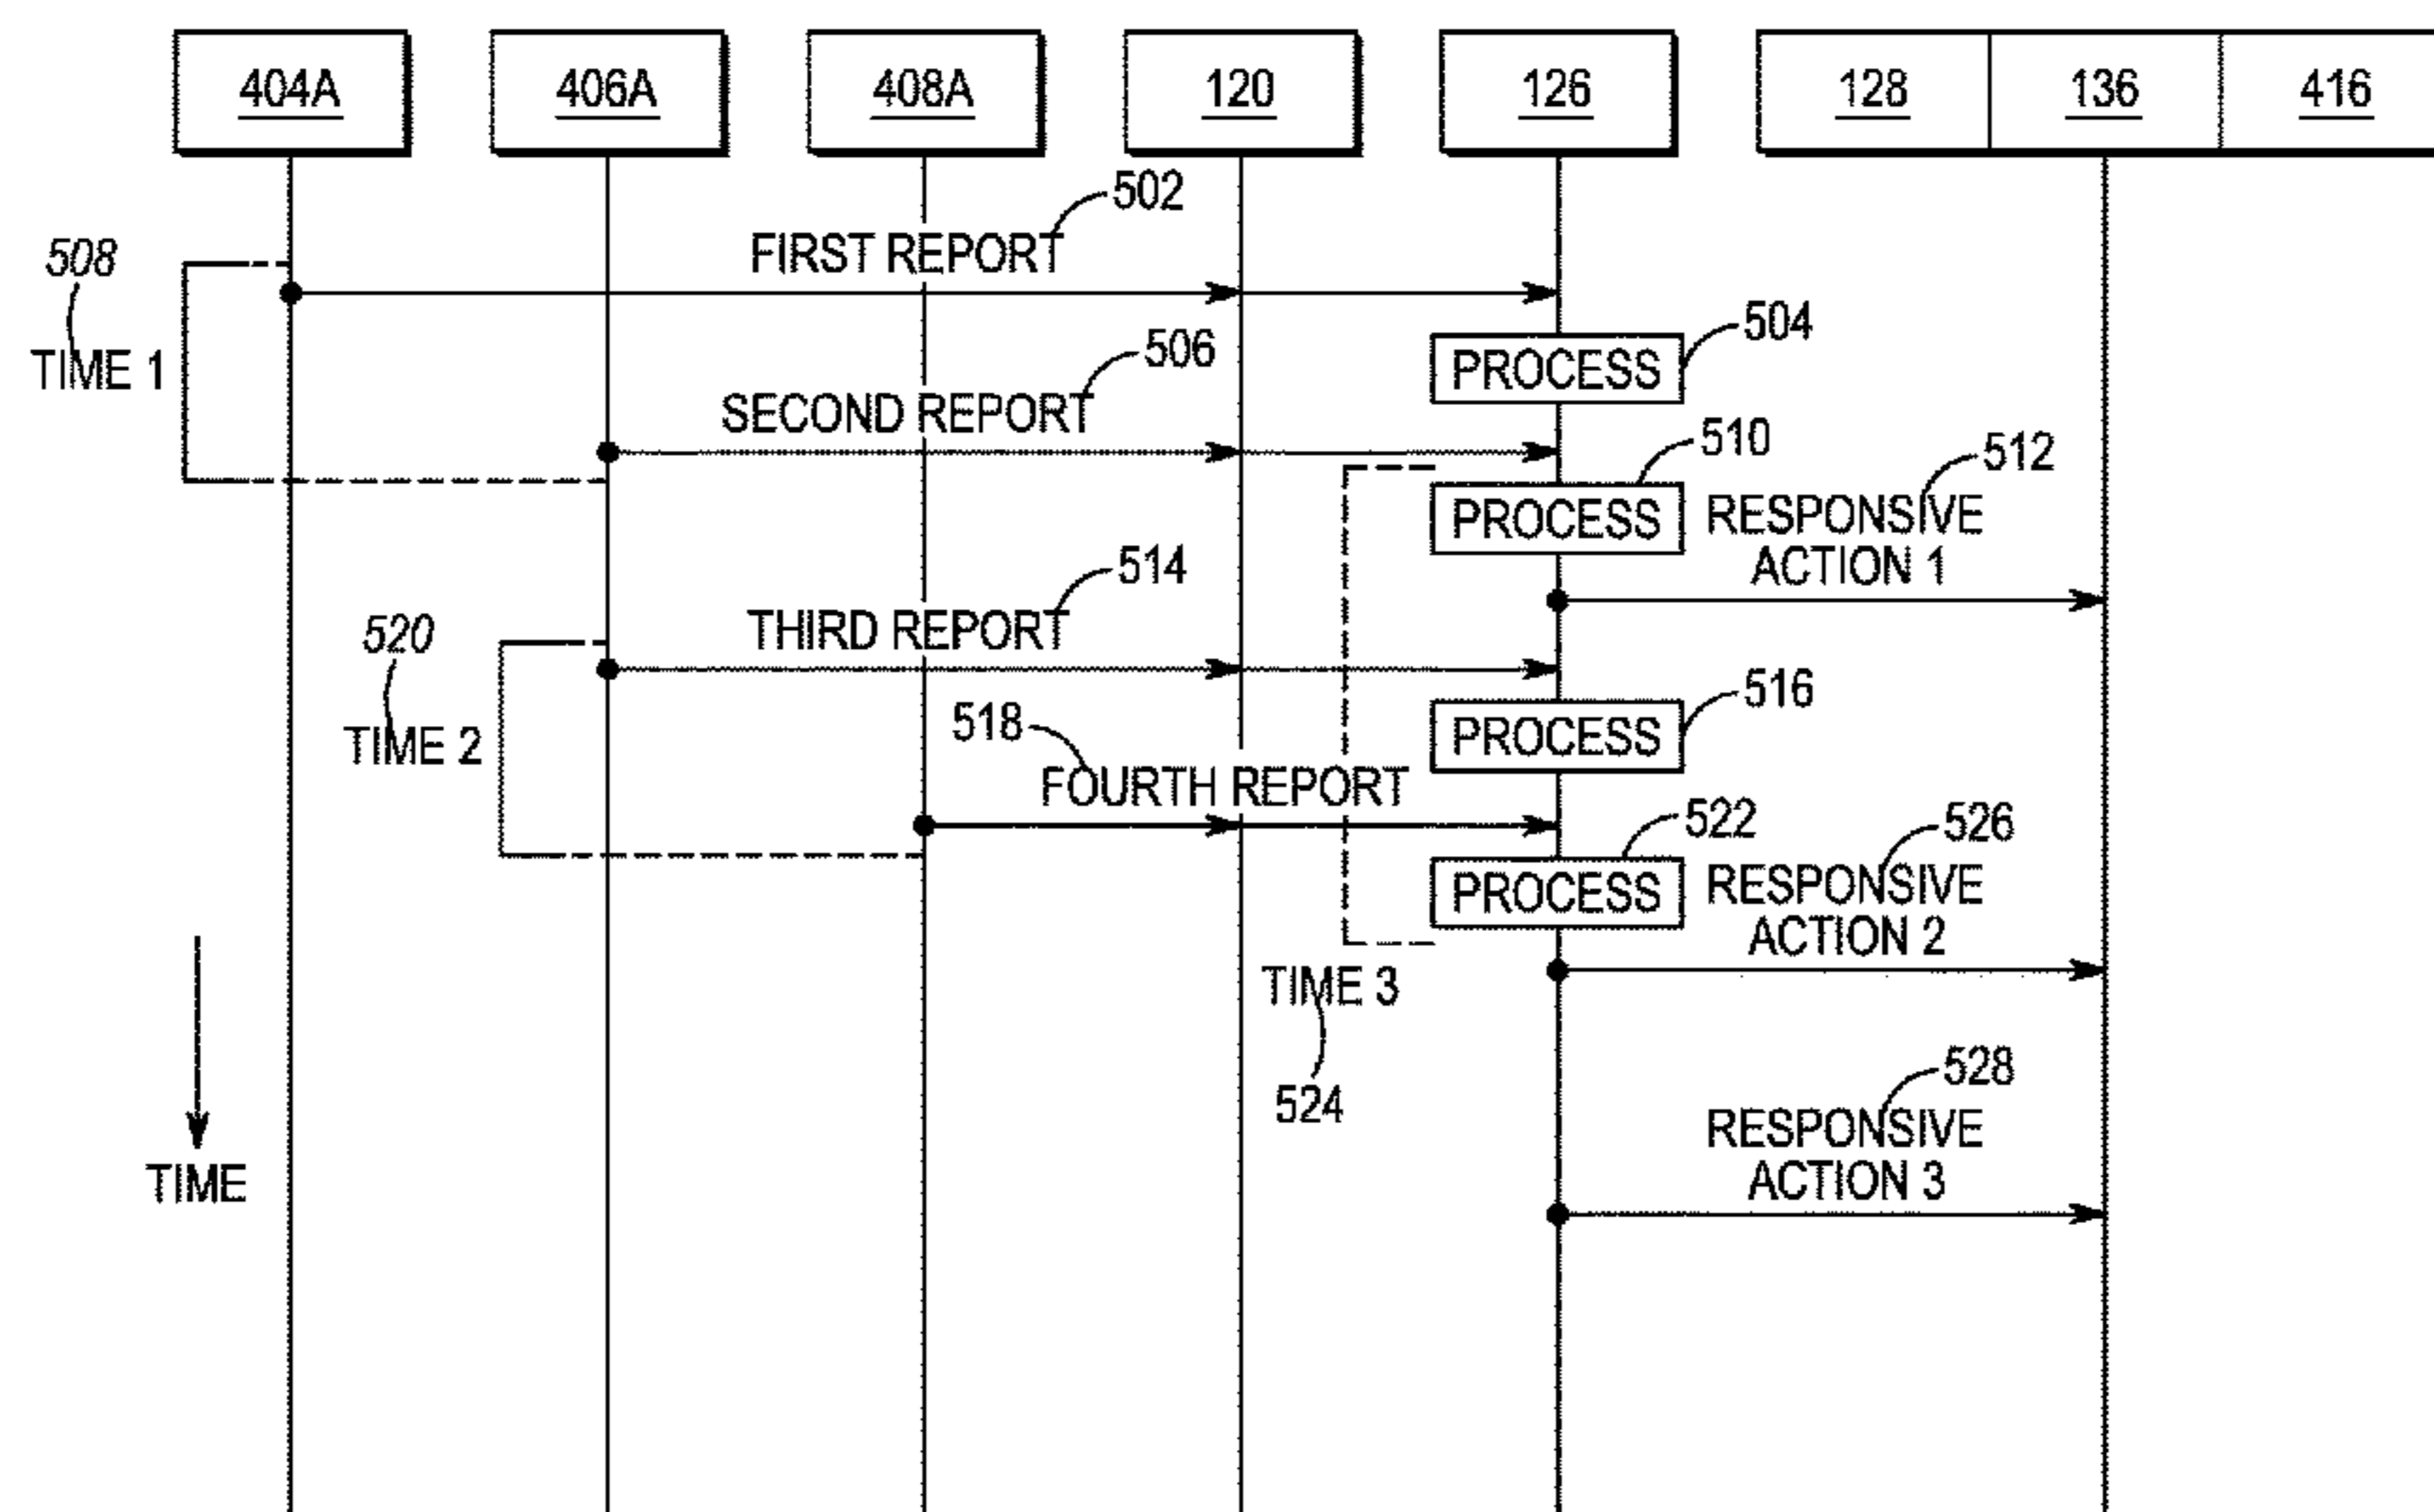 404A 406A 408A 120 126 128 136 416
502
FIRST REPORT
508
504
TIME 1
506
PROCESS
SECOND REPORT
510
512
PROCESS
RESPONSIVE
ACTION 1
514
THIRD REPORT
520
516
TIME 2
518
PROCESS
FOURTH REPORT
522
526
PROCESS
RESPONSIVE
ACTION 2
TIME 3
524
528
RESPONSIVE
ACTION 3
TIME